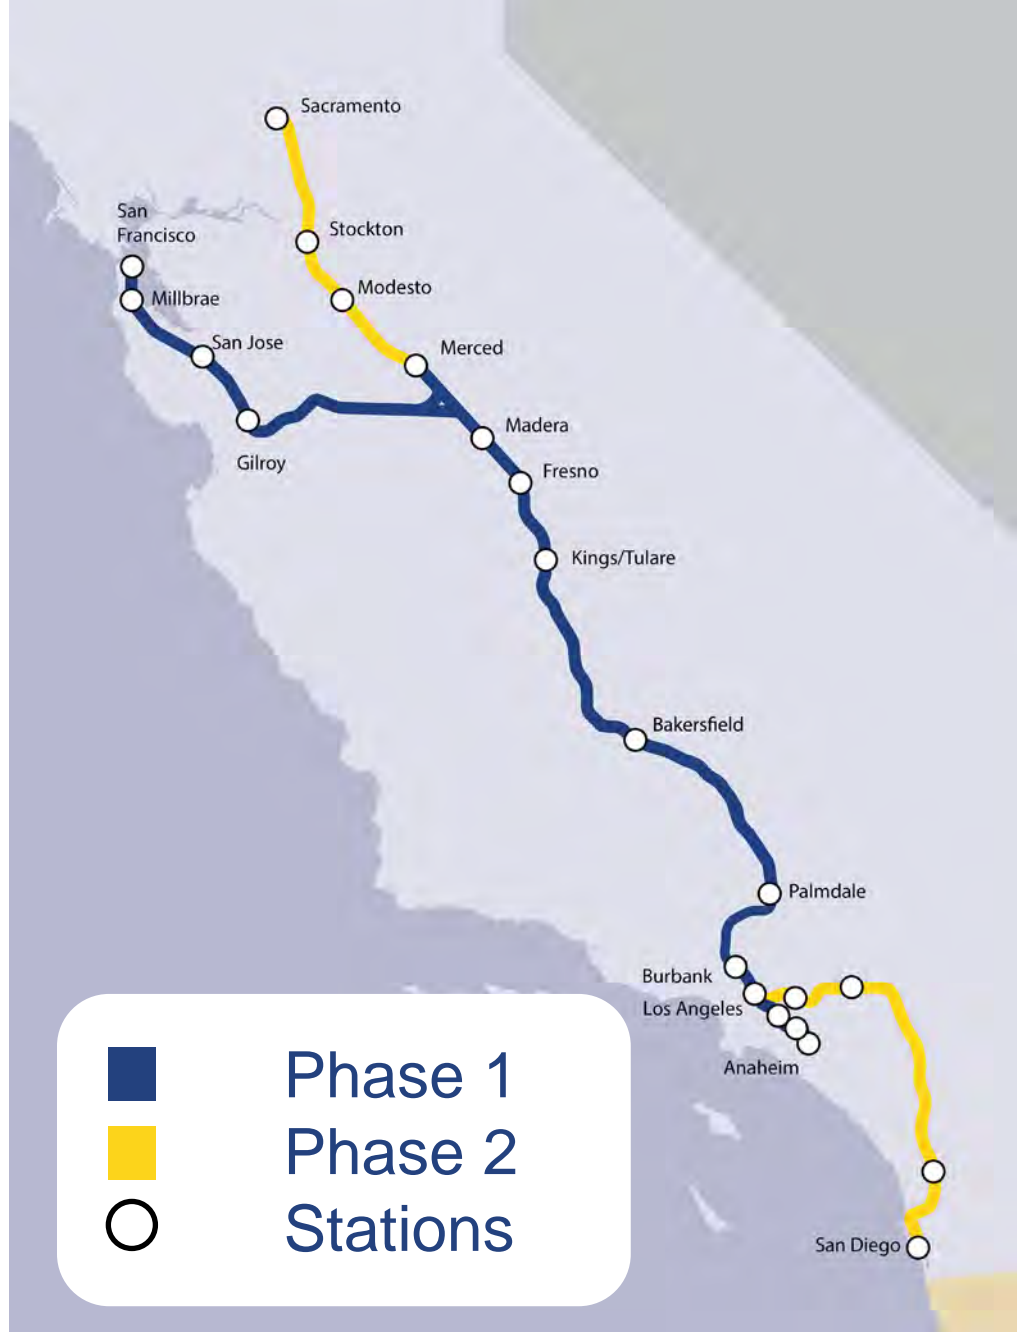 Sacramento
San
Francisco
Stockton
Modesto
Millbrae
San Jose
Merced
Madera
Gilroy
Fresno
Kings/Tulare
Bakersfield
Palmdale
Burbank
Los Angeles
Anaheim
San Diego
Phase 1
Phase 2
Stations